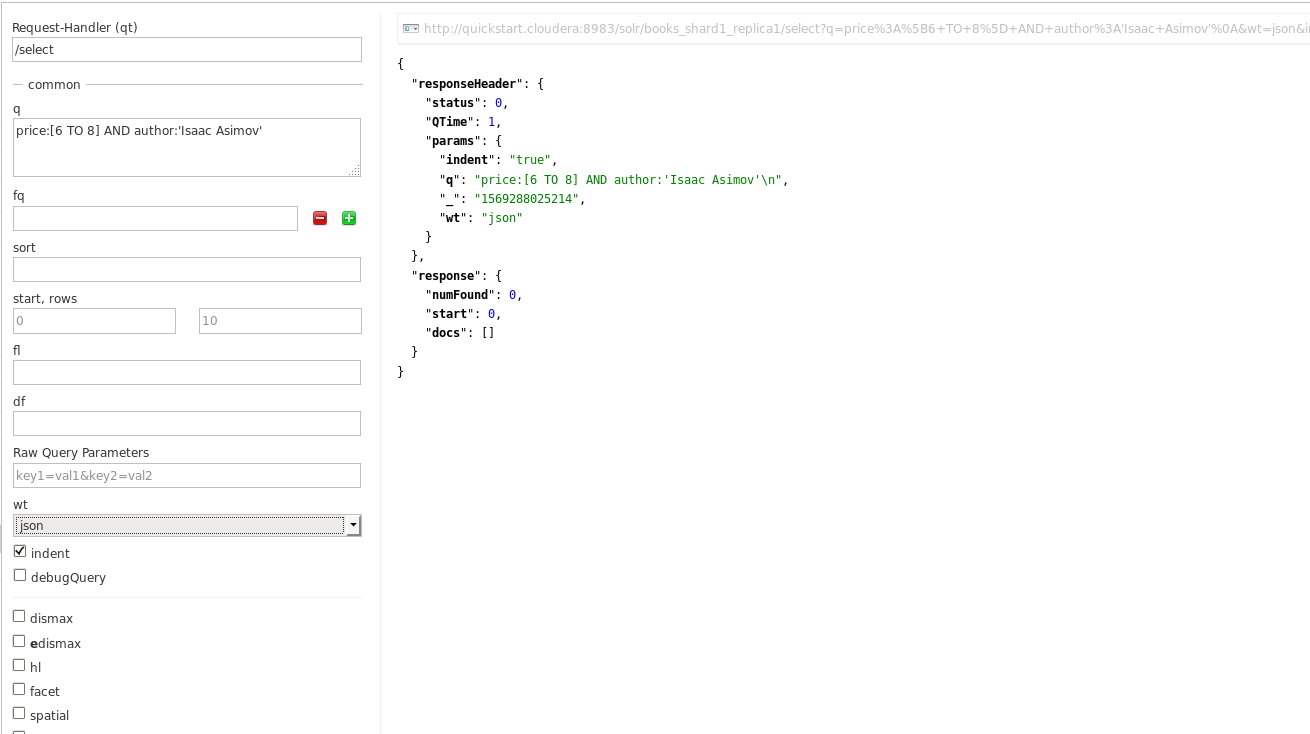 Request-Handler (qt)
/select
common
q
price:[6 TO 8] AND author:'Isaac Asimov'
fq
sort
start, rows
0 10
fl
df
Raw Query Parameters
key1=val1&key2=val2
wt
json
indent
debugQuery
dismax
edismax
hl
facet
spatial
http://quickstart.cloudera:8983/solr/books_shard1_replica1/select?q=price%3A%5B6+TO+8%5D+AND+author%3A'Isaac+Asimov'%0A&wt=json&i
{
"responseHeader": {
"status": 0,
"QTime": 1,
"params": {
"indent": "true",
"q": "price:[6 TO 8] AND author:'Isaac Asimov'\n",
"_": "1569288025214",
"wt": "json"
}
},
"response": {
"numFound": 0,
"start": 0,
"docs": []
}
}